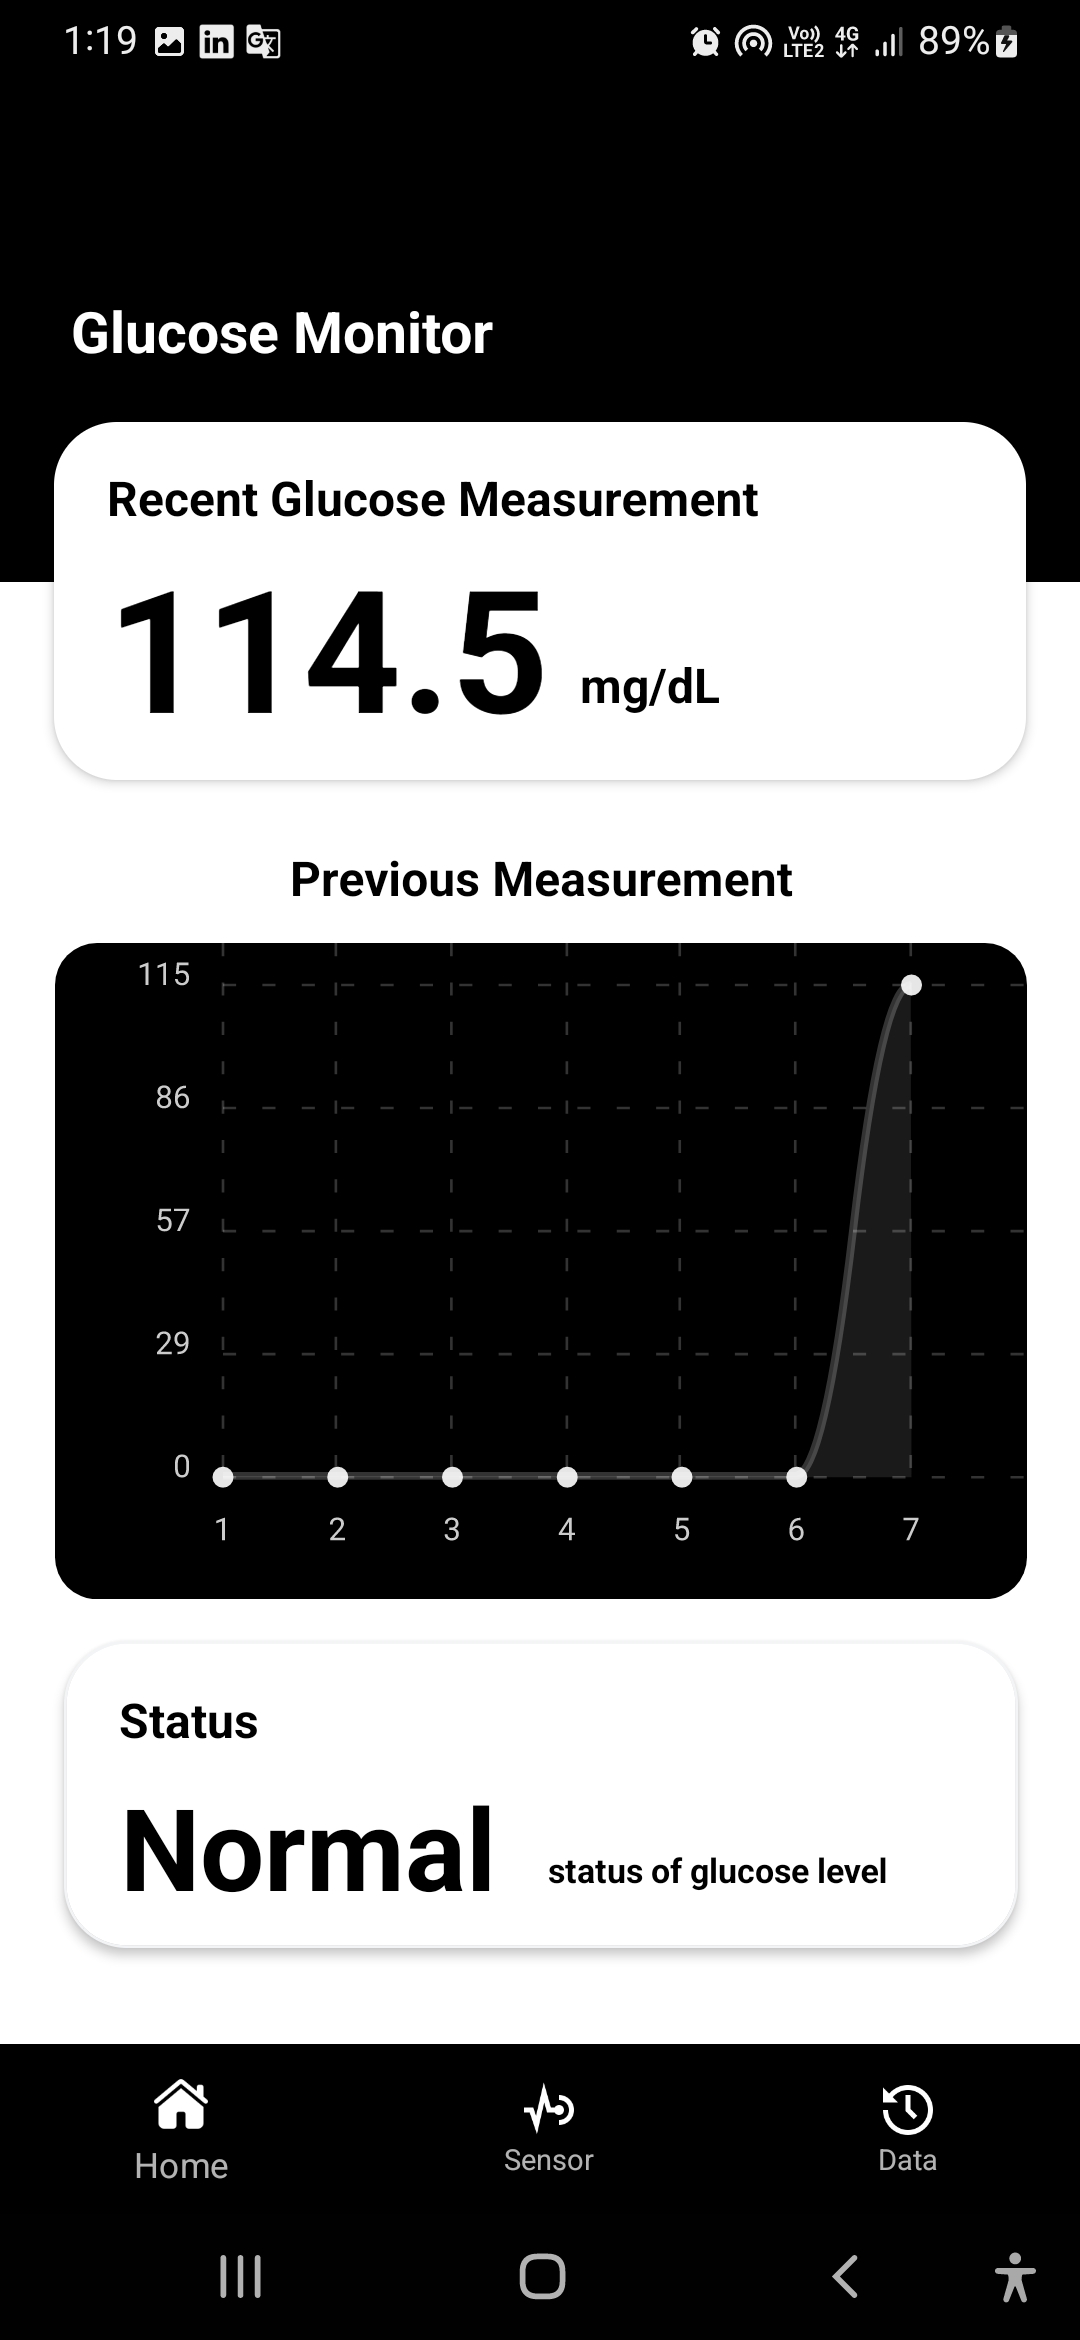 1:19 Vo)) LTE2 4G 89%
Glucose Monitor
Recent Glucose Measurement
114.5 mg/dL
Previous Measurement
115
86
57
29
0
1 2 3 4 5 6 7
Status
Normal status of glucose level
Home Sensor Data